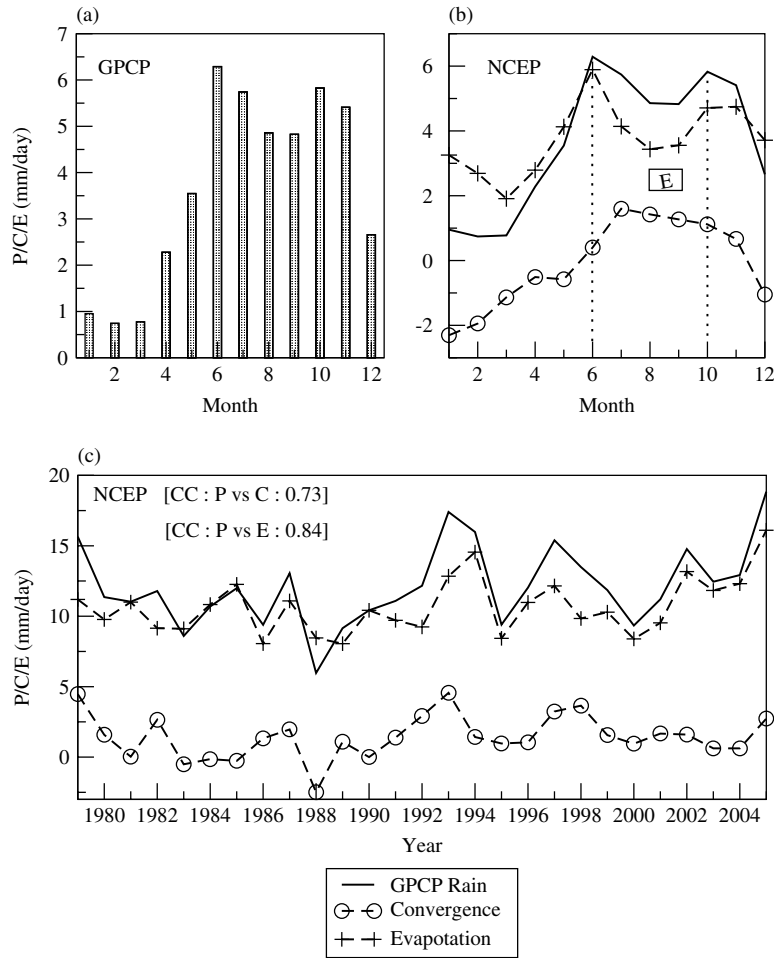 (a)
GPCP
7
6
5
4
3
2
1
0
P/C/E (mm/day)
2 4 6 8 10 12
Month
(b)
NCEP
E
6
4
2
0
-2
2 4 6 8 10 12
Month
(c)
NCEP [CC : P vs C : 0.73]
[CC : P vs E : 0.84]
20
15
10
5
0
P/C/E (mm/day)
1980 1982 1984 1986 1988 1990 1992 1994 1996 1998 2000 2002 2004
Year
GPCP Rain
Convergence
Evapotation